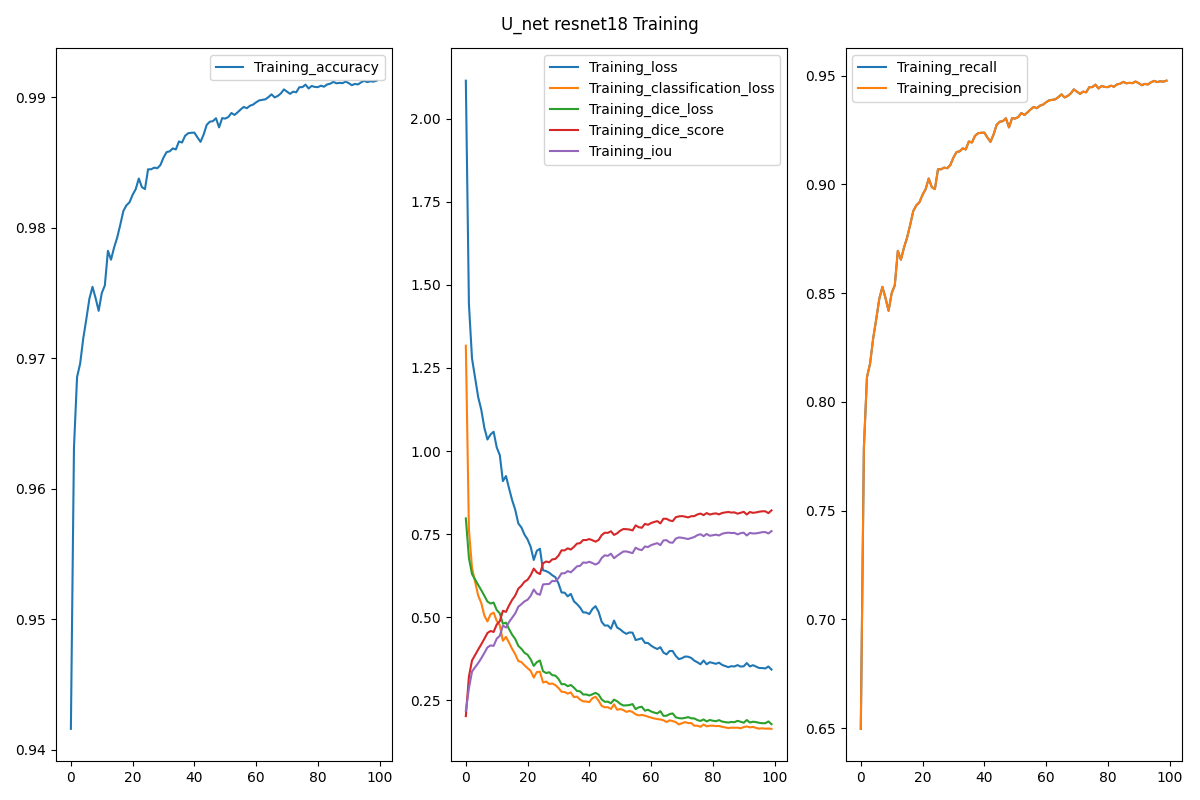 U_net resnet18 Training
Training_accuracy
0.99
0.98
0.97
0.96
0.95
0.94
0 20 40 60 80 100
Training_loss
Training_classification_loss
Training_dice_loss
Training_dice_score
Training_iou
2.00
1.75
1.50
1.25
1.00
0.75
0.50
0.25
0 20 40 60 80 100
Training_recall
Training_precision
0.95
0.90
0.85
0.80
0.75
0.70
0.65
0 20 40 60 80 100